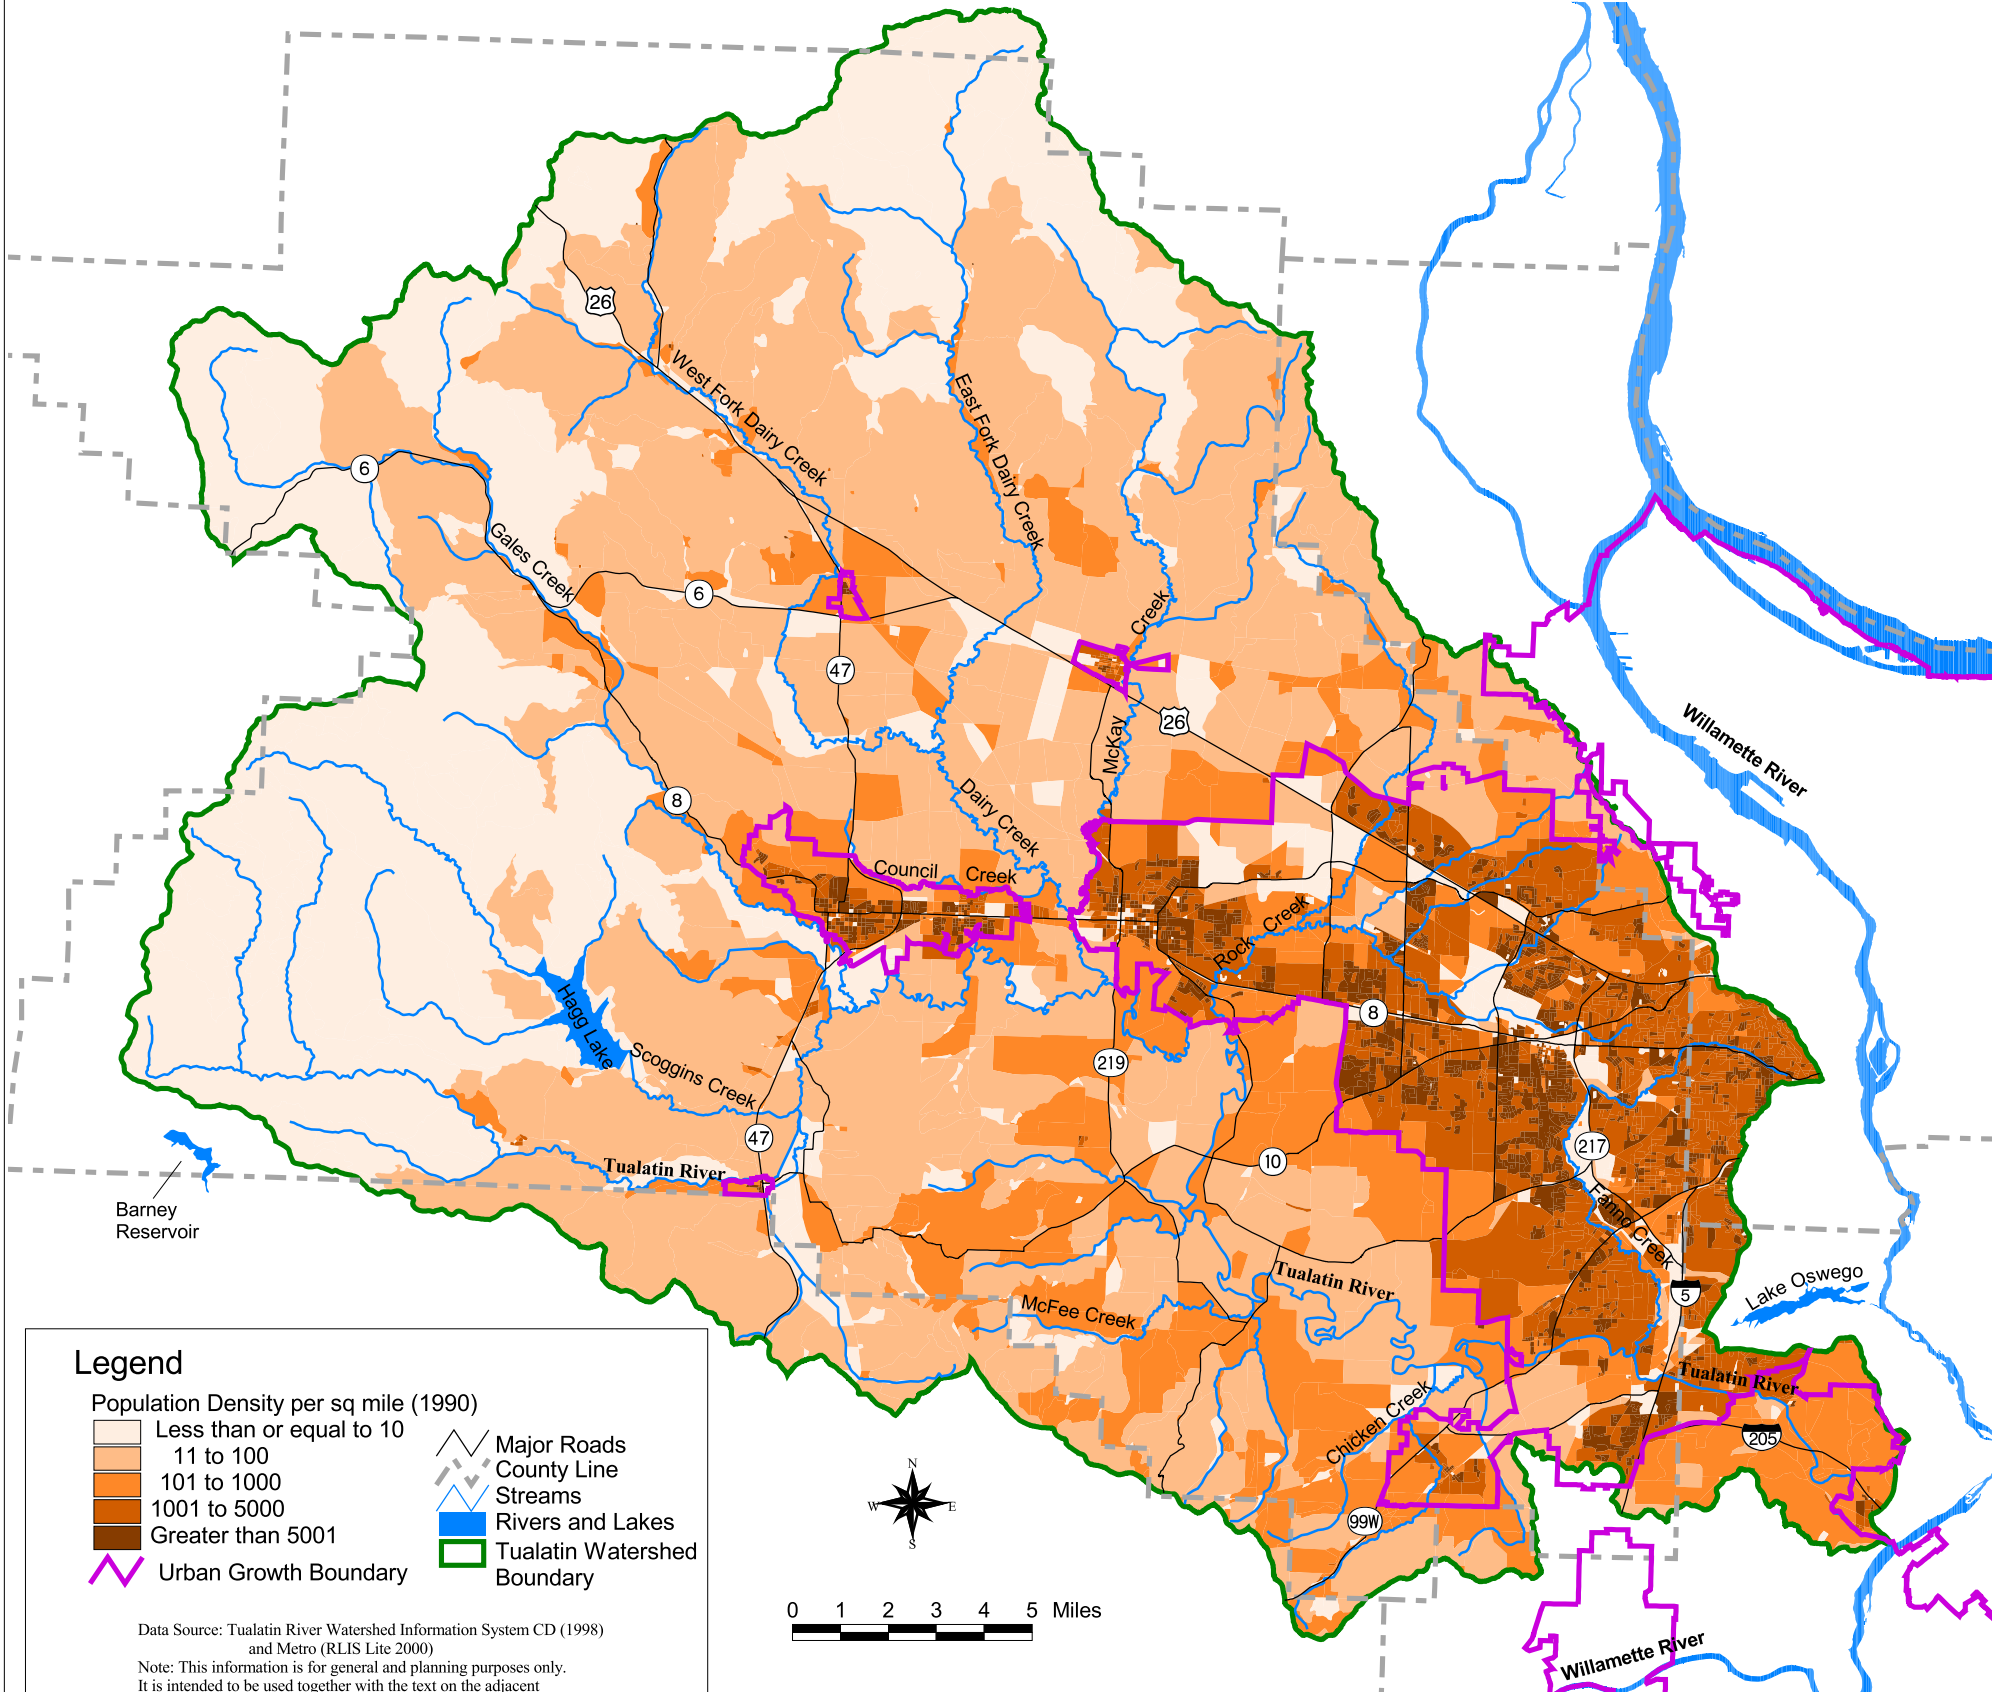 26
West Fork Dairy Creek
East Fork Dairy Creek
6
Gales Creek
6
Creek
47
McKay
26
Willamette River
8
Dairy Creek
Council Creek
Rock Creek
Hagg Lake
8
Scoggins Creek
219
47
217
10
Tualatin River
Barney
Reservoir
Fanno Creek
Tualatin River
5
Lake Oswego
McFee Creek
Tualatin River
Chicken Creek
205
99W
Legend
Population Density per sq mile (1990)
Less than or equal to 10
11 to 100
101 to 1000
1001 to 5000
Greater than 5001
Urban Growth Boundary
Major Roads
County Line
Streams
Rivers and Lakes
Tualatin Watershed
Boundary
N
W E
S
0 1 2 3 4 5 Miles
Data Source: Tualatin River Watershed Information System CD (1998)
and Metro (RLIS Lite 2000)
Note: This information is for general and planning purposes only.
It is intended to be used together with the text on the adjacent
Willamette River